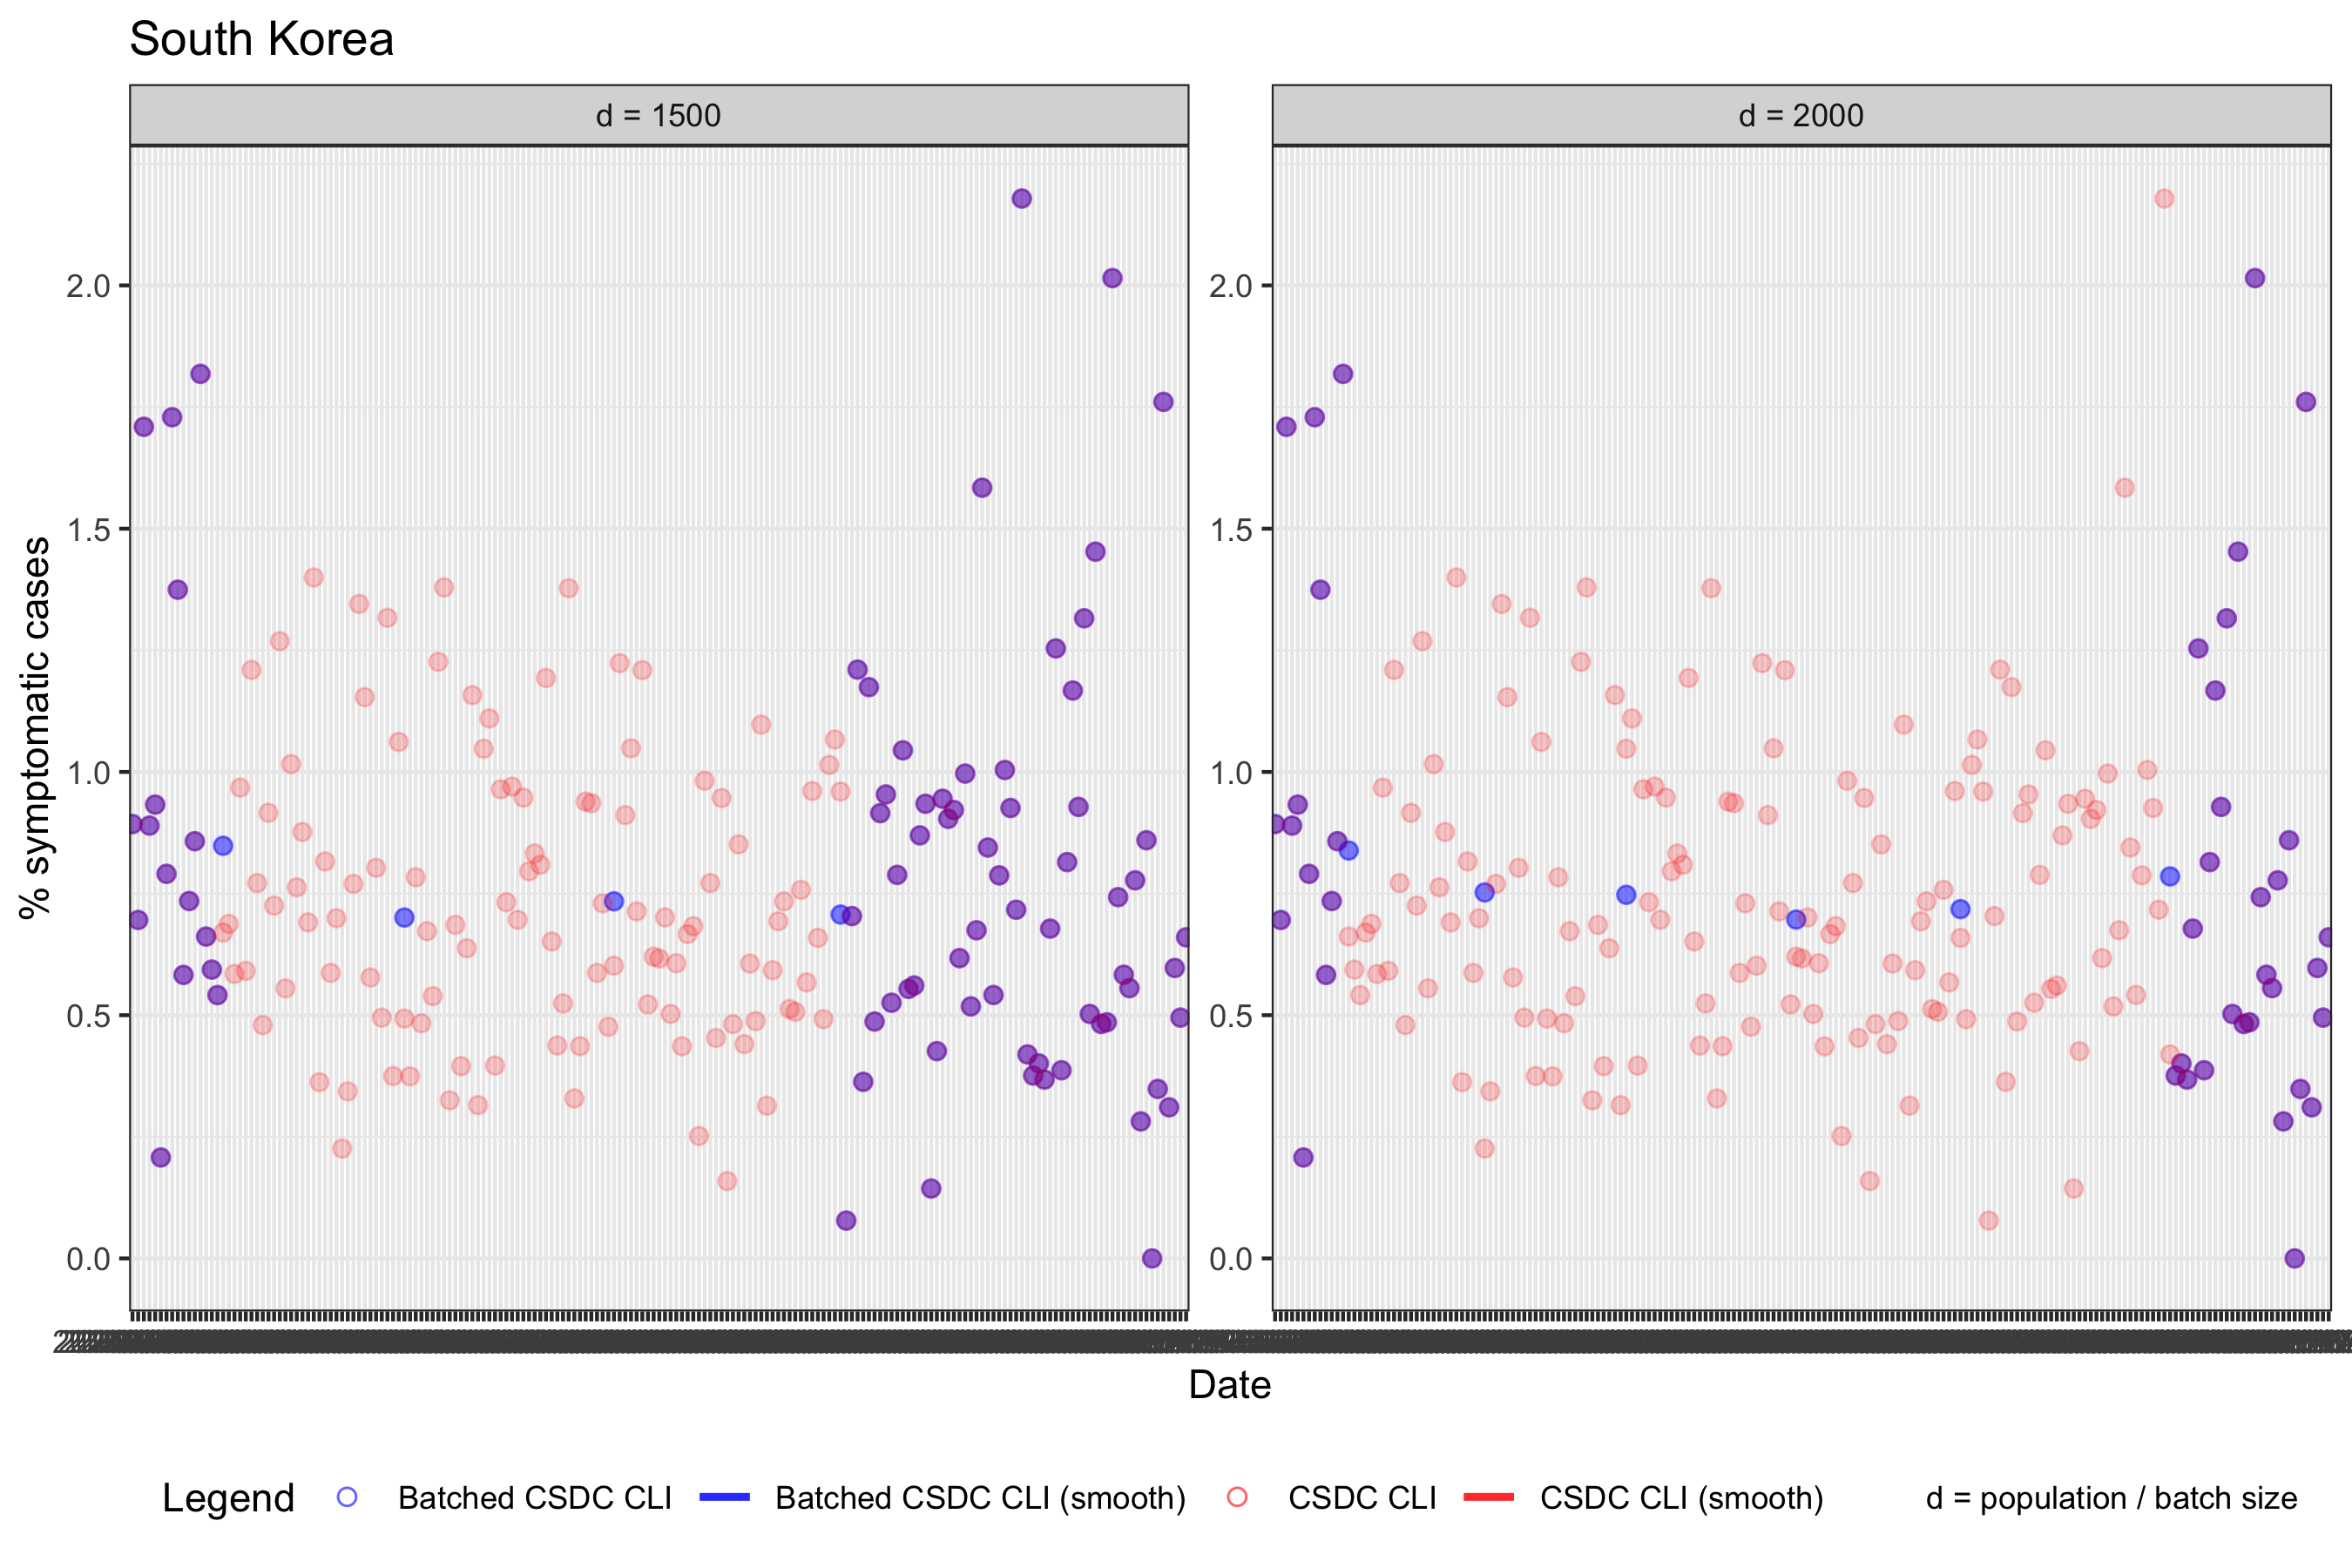 South Korea
d = 1500
d = 2000
% symptomatic cases
2.0
1.5
1.0
0.5
0.0
2.0
1.5
1.0
0.5
0.0
Date
Legend Batched CSDC CLI Batched CSDC CLI (smooth) CSDC CLI CSDC CLI (smooth) d = population / batch size